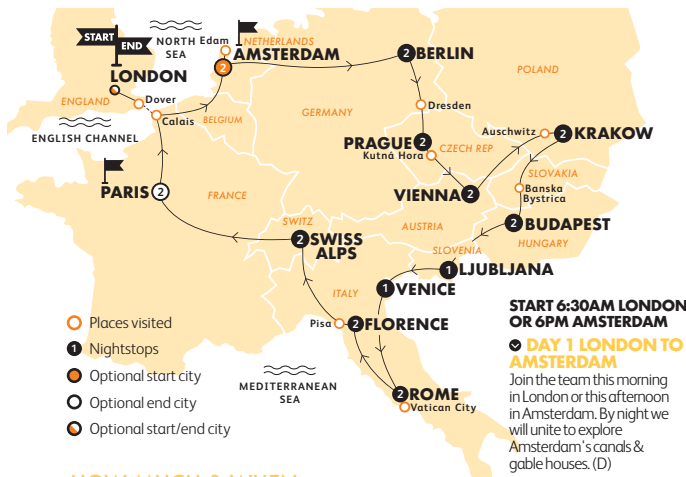 START
END
NORTH
SEA
Edam
NETHERLANDS
2 AMSTERDAM
2 BERLIN
POLAND
LONDON
ENGLAND
Dover
Calais
BELGIUM
GERMANY
Dresden
ENGLISH CHANNEL
PRAGUE 2
Kutná Hora
CZECH REP
Auschwitz
2 KRAKOW
SLOVAKIA
Banska
Bystrica
VIENNA 2
PARIS 2
FRANCE
SWITZ
AUSTRIA
2 BUDAPEST
HUNGARY
2 SWISS
ALPS
SLOVENIA
1 LJUBLJANA
ITALY
1 VENICE
Pisa
2 FLORENCE
MEDITERRANEAN
SEA
2 ROME
Vatican City
Places visited
1 Nightstops
Optional start city
Optional end city
Optional start/end city
START 6:30AM LONDON
OR 6PM AMSTERDAM
DAY 1 LONDON TO
AMSTERDAM
Join the team this morning
in London or this afternoon
in Amsterdam. By night we
will unite to explore
Amsterdam's canals &
gable houses. (D)